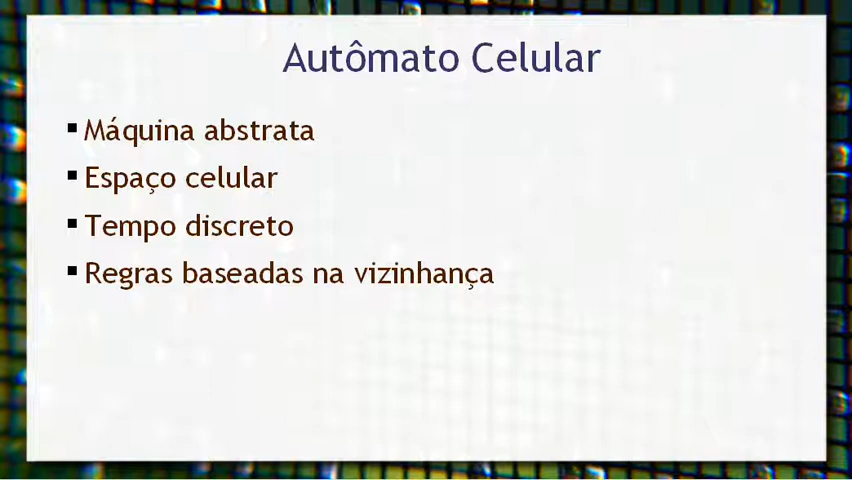 Autômato Celular
Máquina abstrata
Espaço celular
Tempo discreto
Regras baseadas na vizinhança